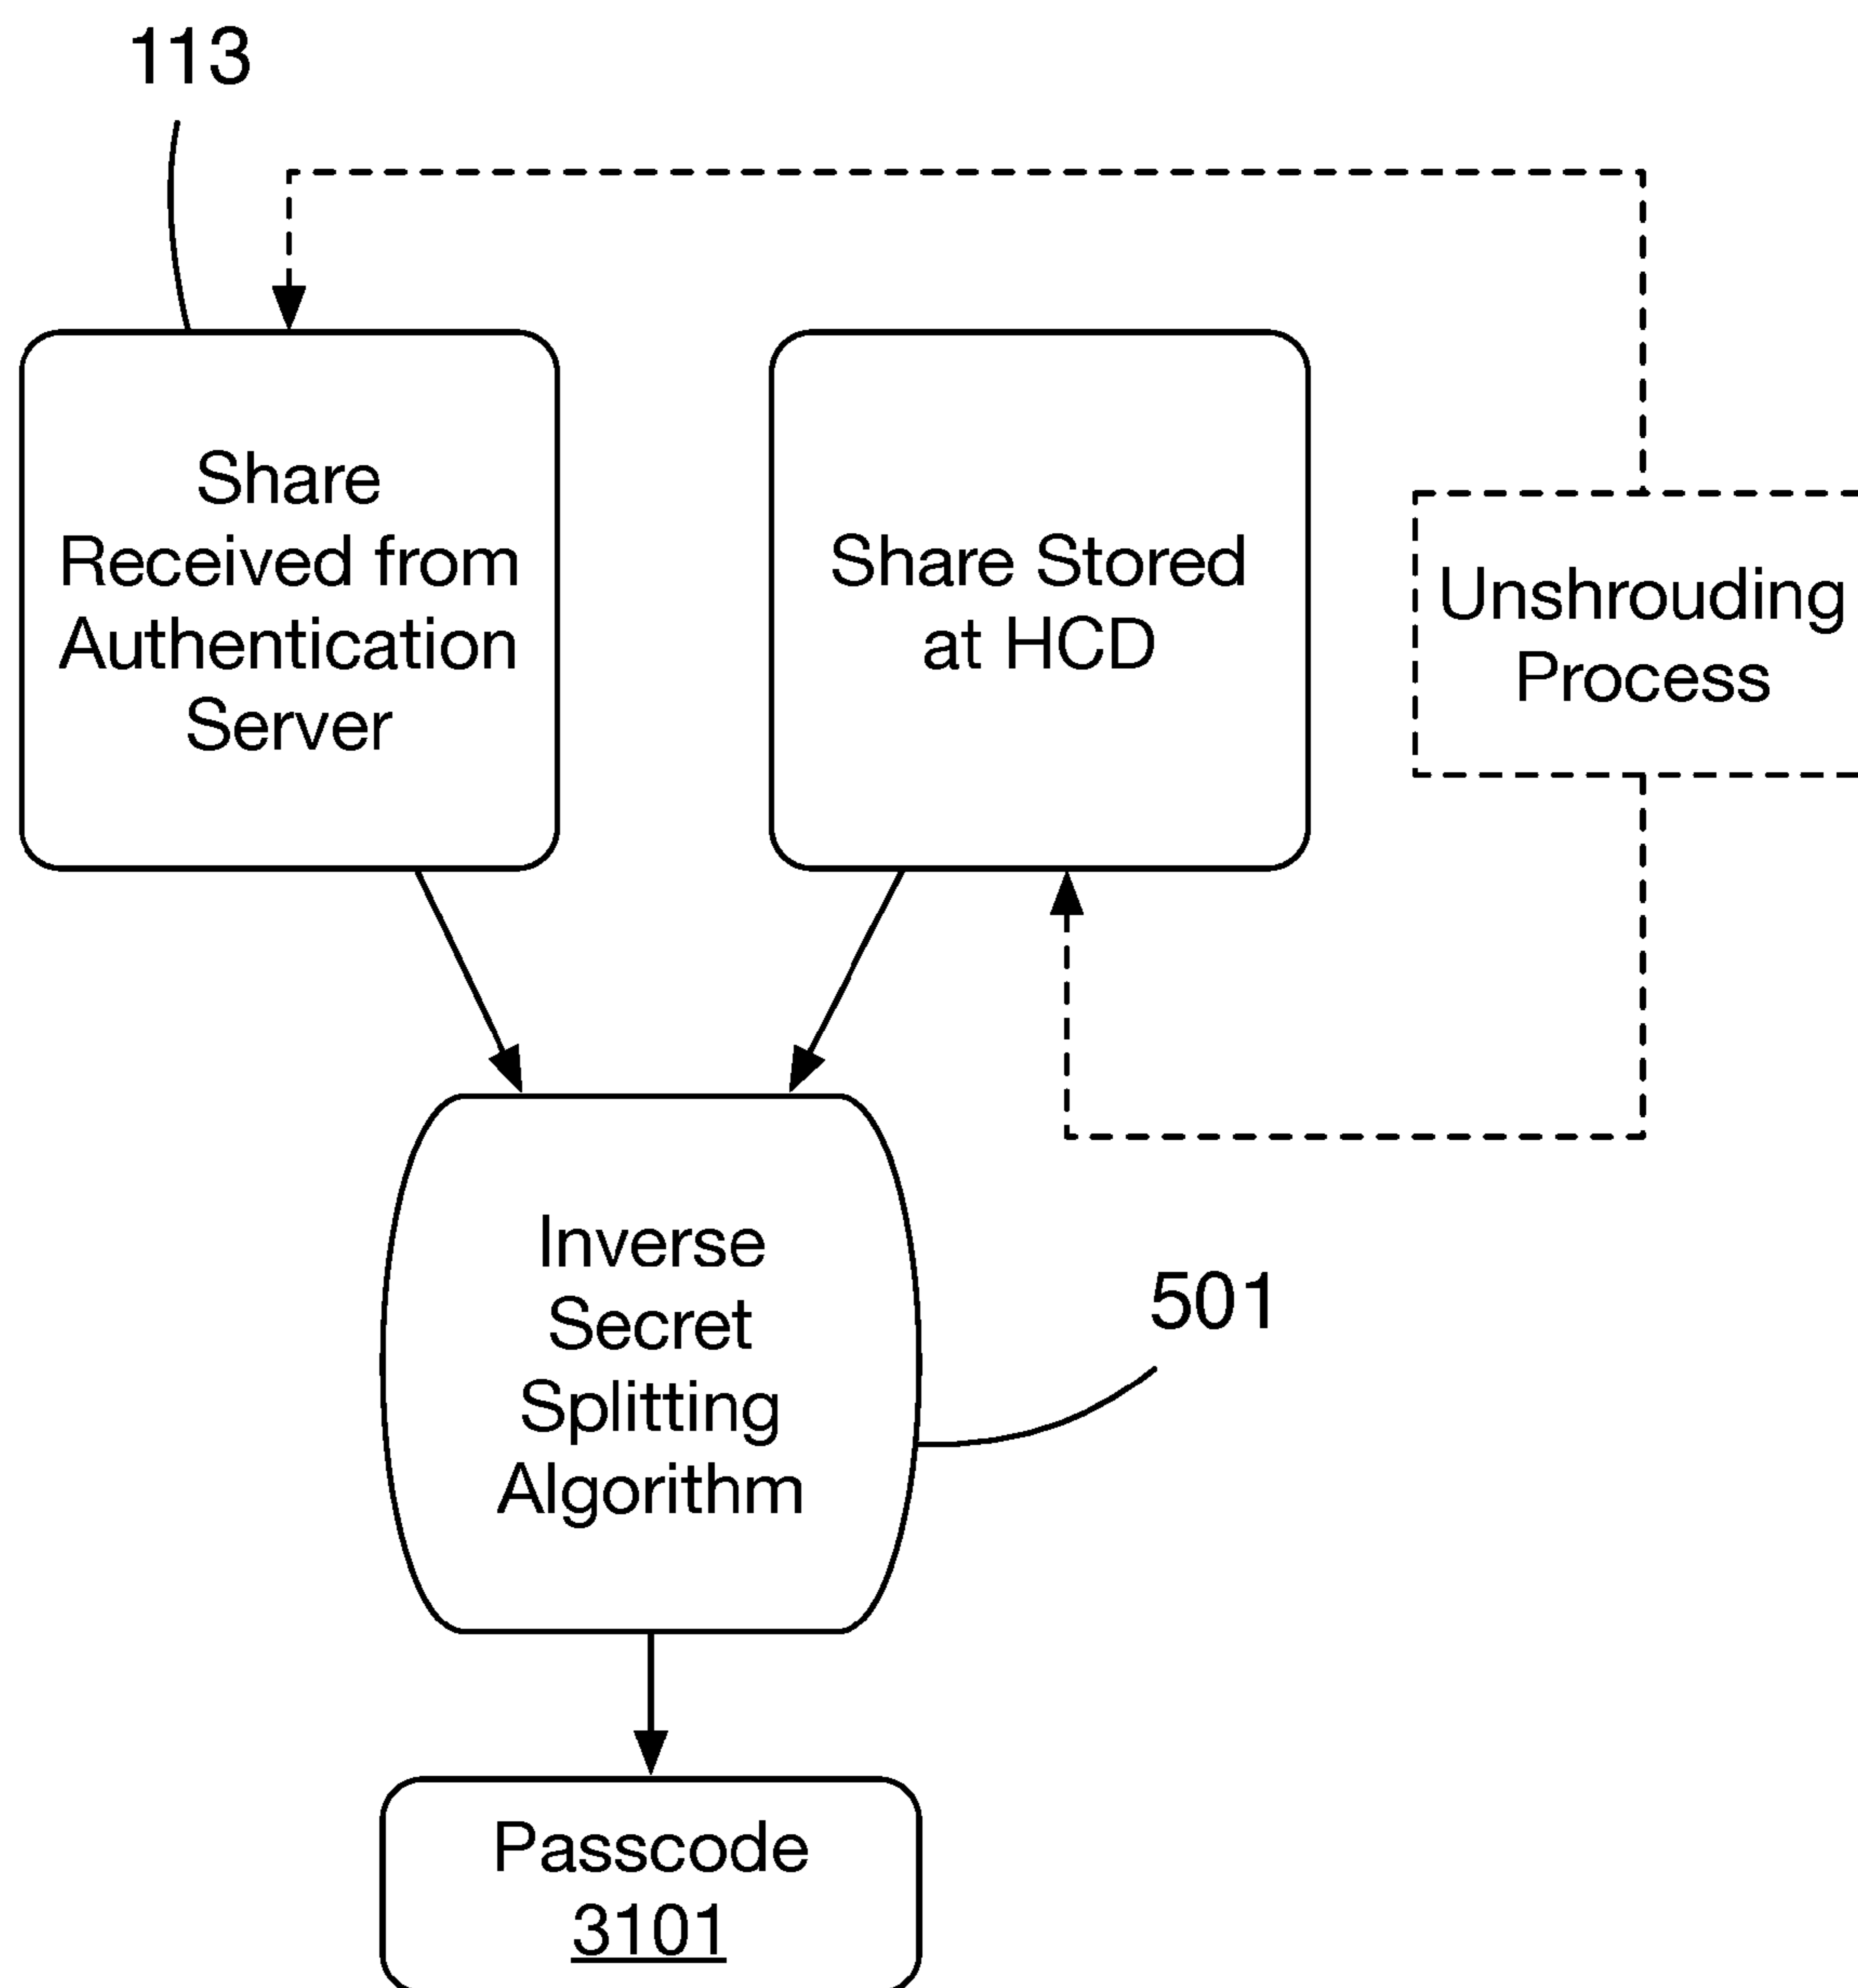 113
Share
Received from
Authentication
Server
Share Stored
at HCD
Unshrouding
Process
Inverse
Secret
Splitting
Algorithm
501
Passcode
3101